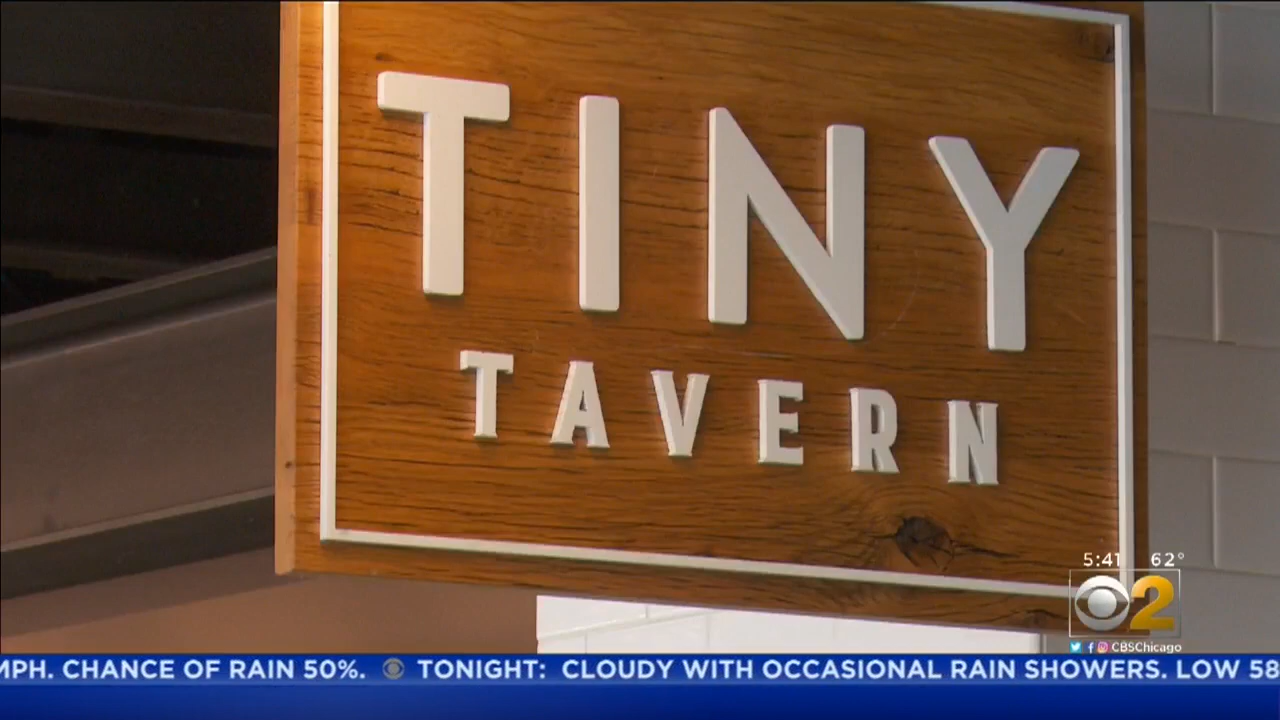 TINY
TAVERN
5:41 62°
2
CBSChicago
MPH. CHANCE OF RAIN 50%. TONIGHT: CLOUDY WITH OCCASIONAL RAIN SHOWERS. LOW 58